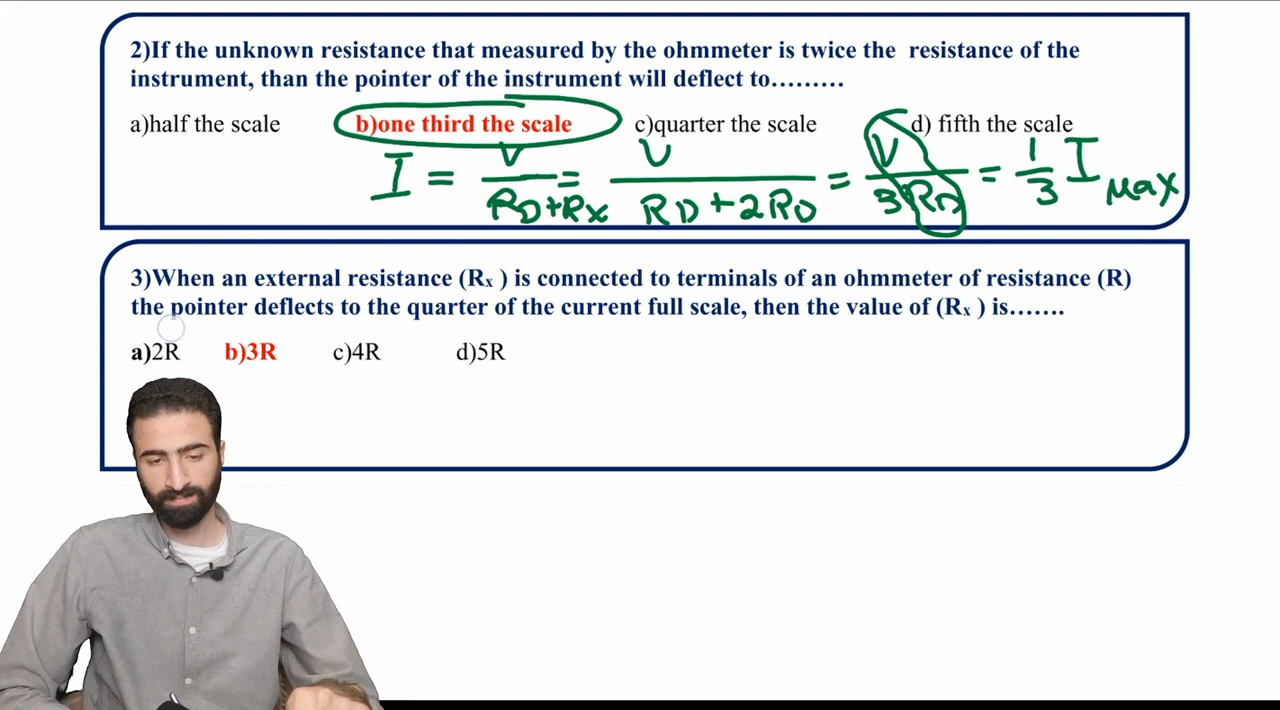 2)If the unknown resistance that measured by the ohmmeter is twice the resistance of the
instrument, than the pointer of the instrument will deflect to………
a)half the scale b)one third the scale c)quarter the scale d) fifth the scale
I = V/(RD+Rx) = V/(RD+2RD) = V/3RD = 1/3 I Max
3)When an external resistance (Rx ) is connected to terminals of an ohmmeter of resistance (R)
the pointer deflects to the quarter of the current full scale, then the value of (Rx ) is…….
a)2R b)3R c)4R d)5R